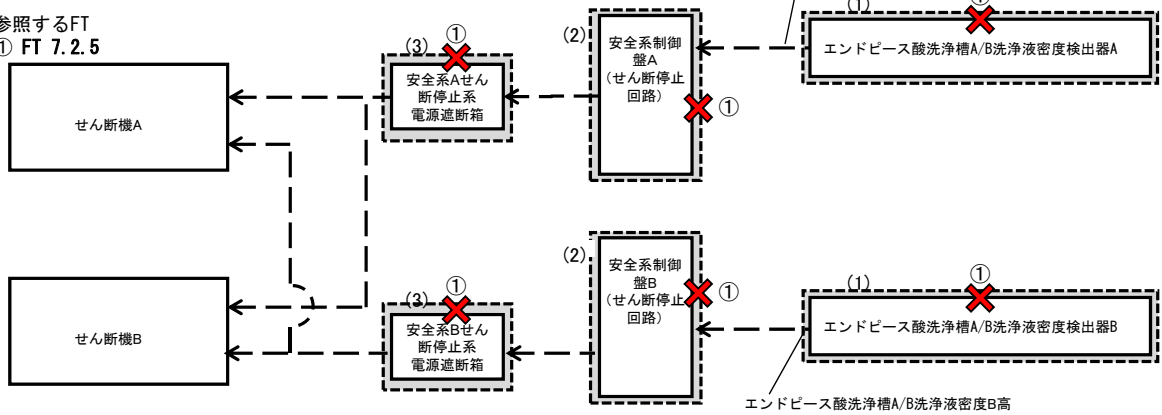 参照するFT
① FT 7.2.5
せん断機A
(3)
①
安全系Aせん
断停止系
電源遮断箱
(2)
安全系制御
盤A
(せん断停止
回路)
①
(1)
エンドピース酸洗浄槽A/B洗浄液密度検出器A
せん断機B
(3)
①
安全系Bせん
断停止系
電源遮断箱
(2)
安全系制御
盤B
(せん断停止
回路)
①
(1)
①
エンドピース酸洗浄槽A/B洗浄液密度検出器B
エンドピース酸洗浄槽A/B洗浄液密度B高